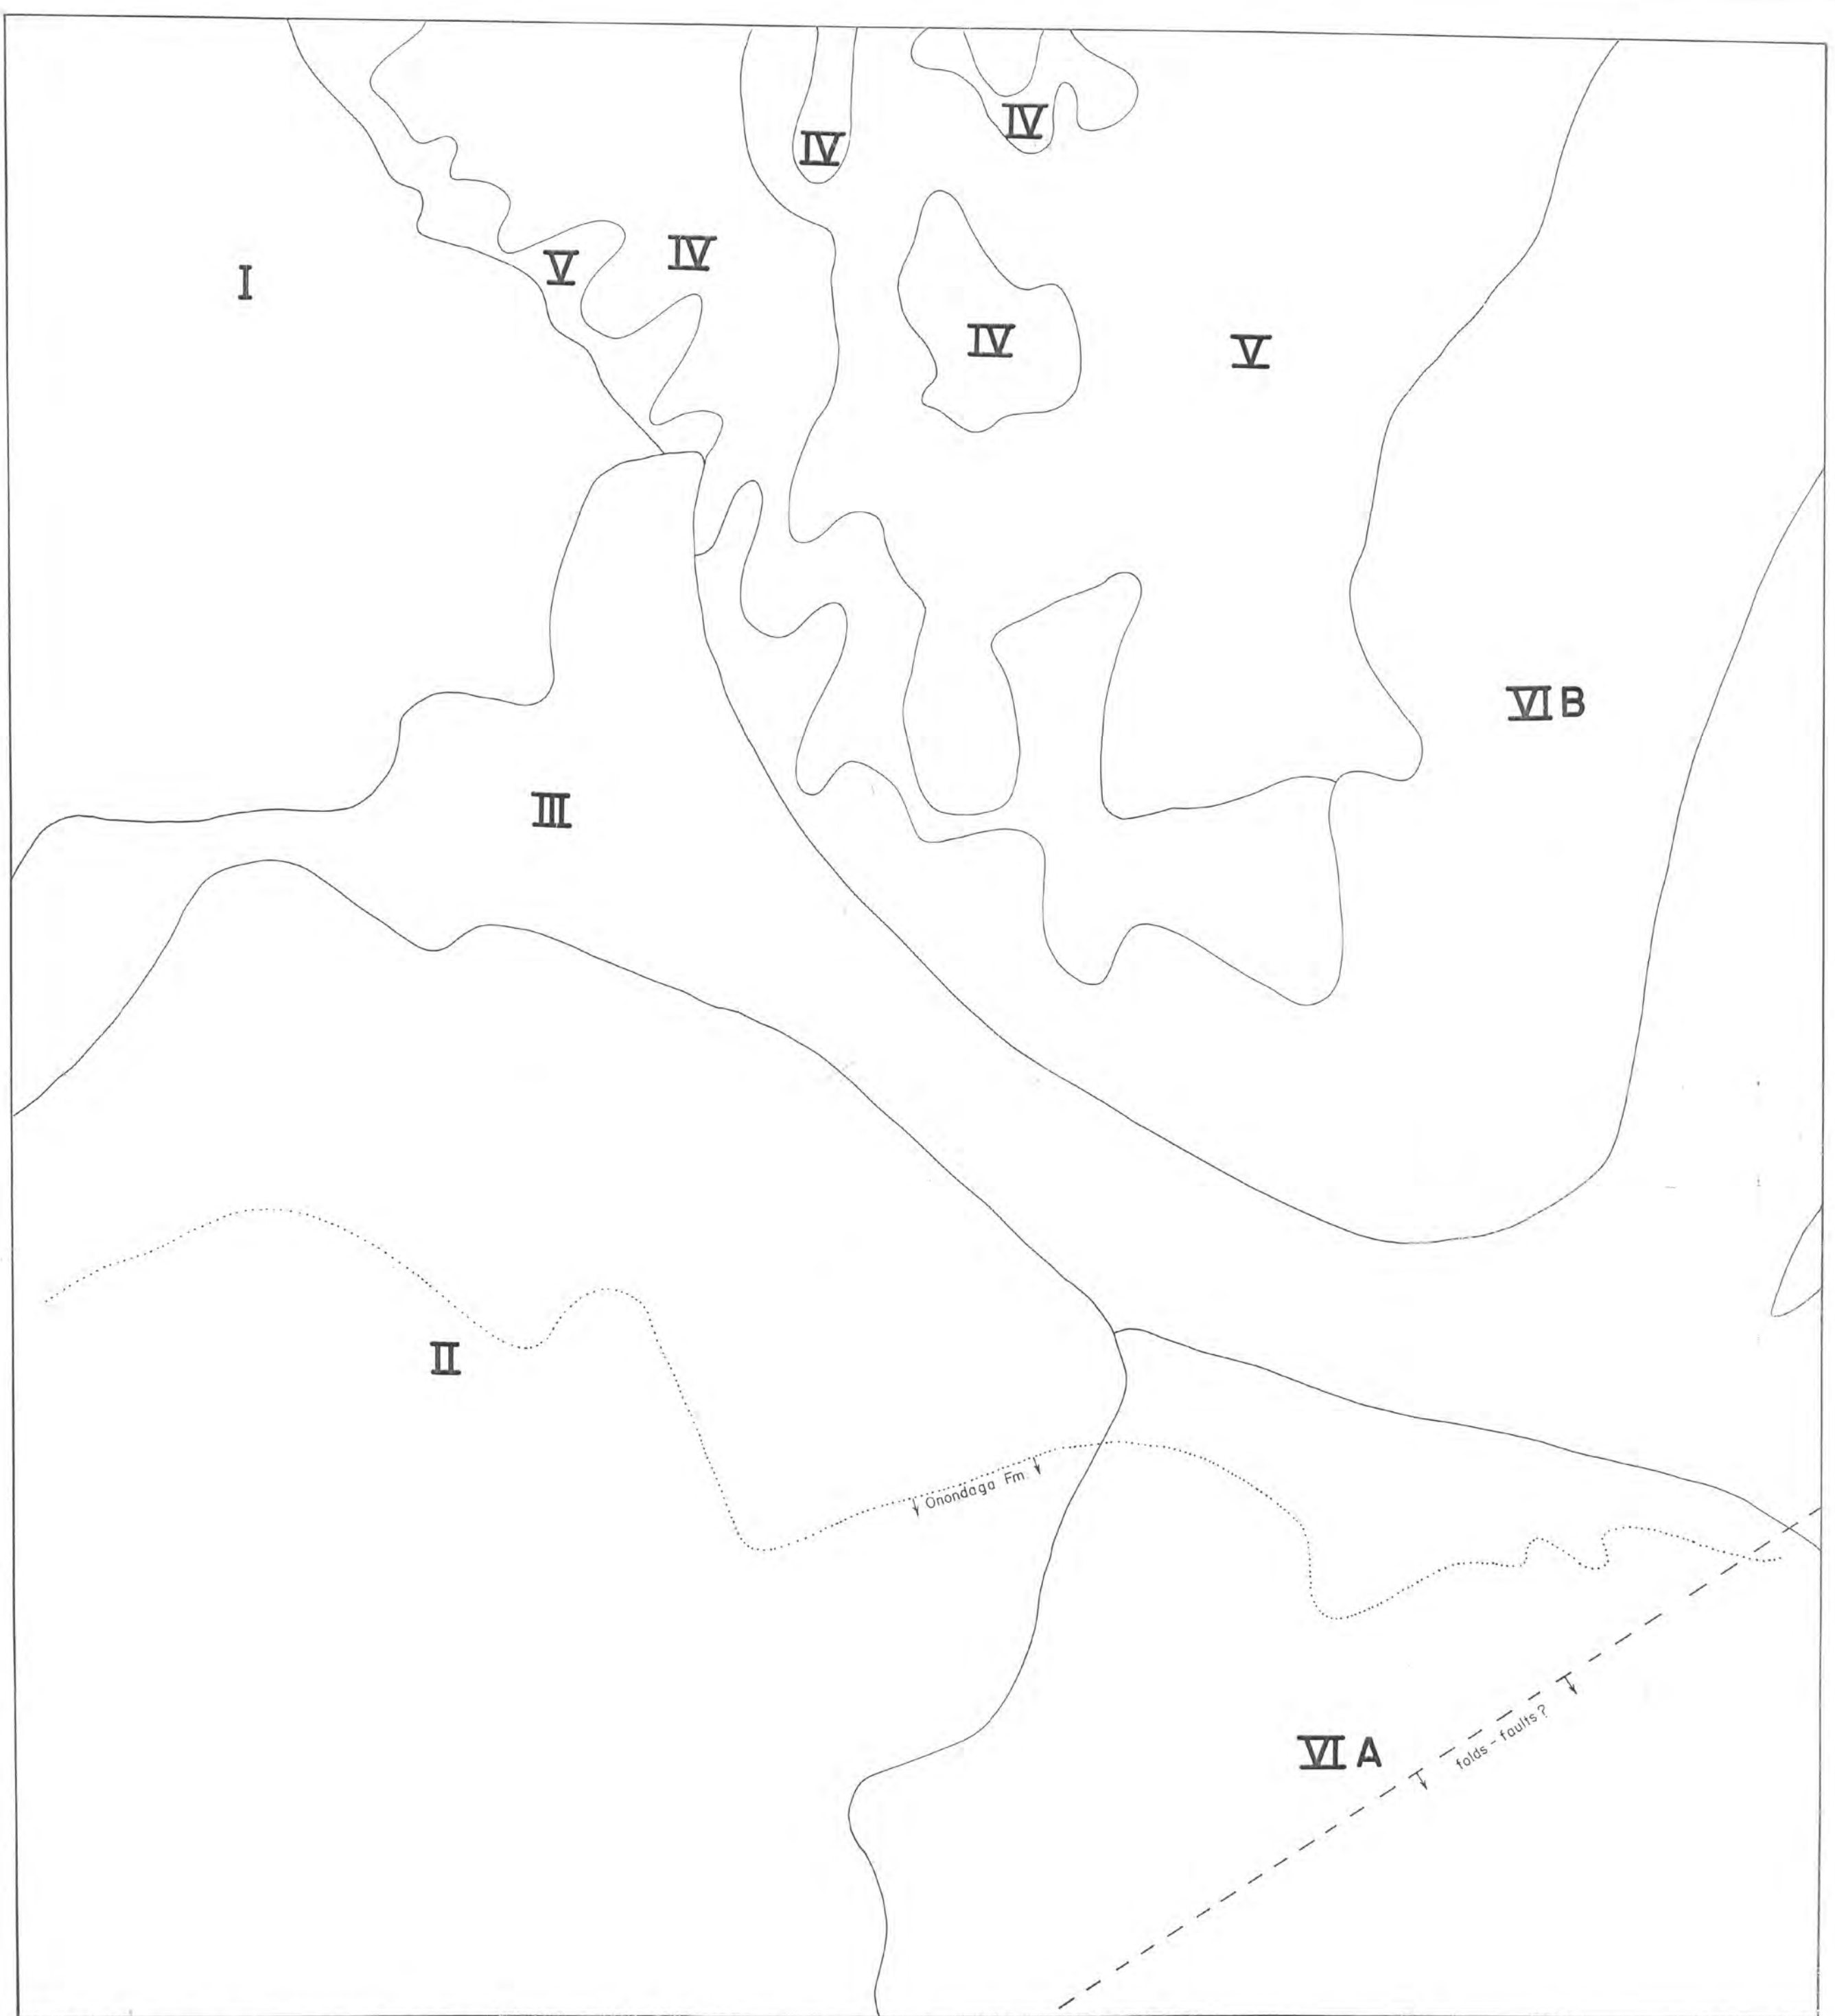 IV
IV
I
V
IV
IV
V
VI B
III
II
Onondaga Fm.
VI A
folds - faults?